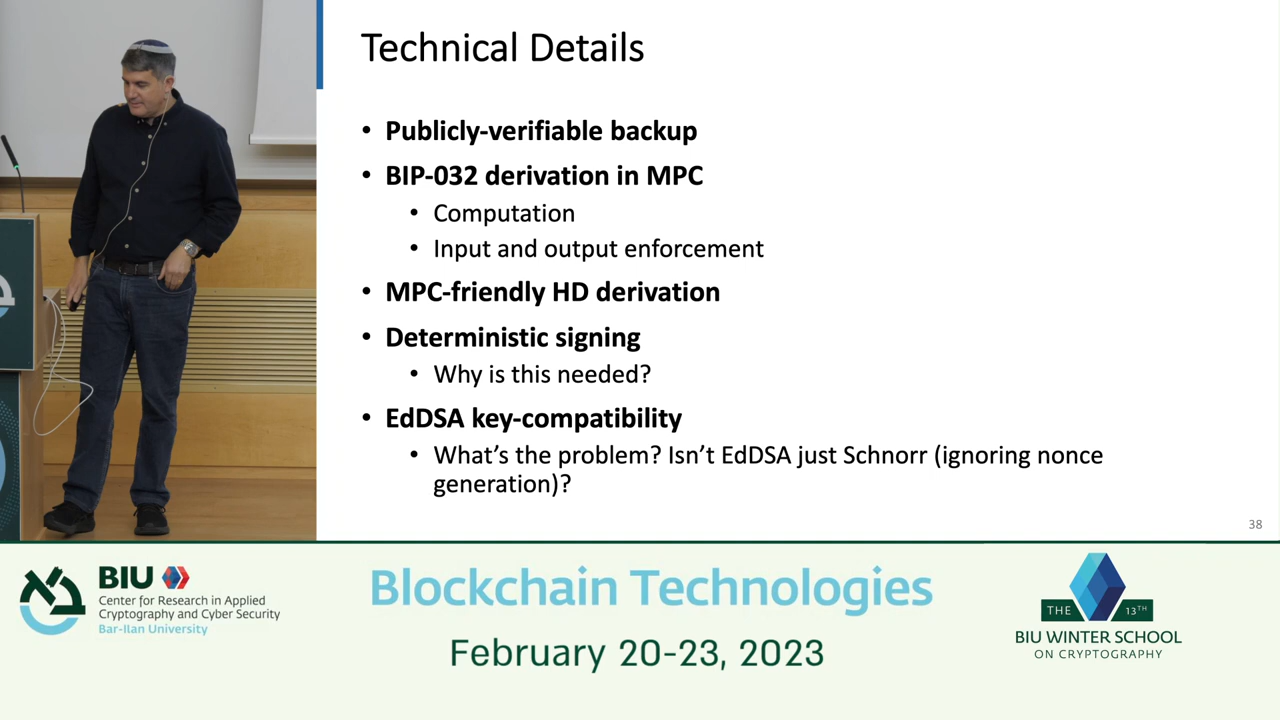 Technical Details
• Publicly-verifiable backup
• BIP-032 derivation in MPC
• Computation
• Input and output enforcement
• MPC-friendly HD derivation
• Deterministic signing
• Why is this needed?
• EdDSA key-compatibility
• What's the problem? Isn't EdDSA just Schnorr (ignoring nonce
generation)?
38
BIU
Center for Research in Applied
Cryptography and Cyber Security
Bar-Ilan University
Blockchain Technologies
February 20-23, 2023
THE 13TH
BIU WINTER SCHOOL
ON CRYPTOGRAPHY